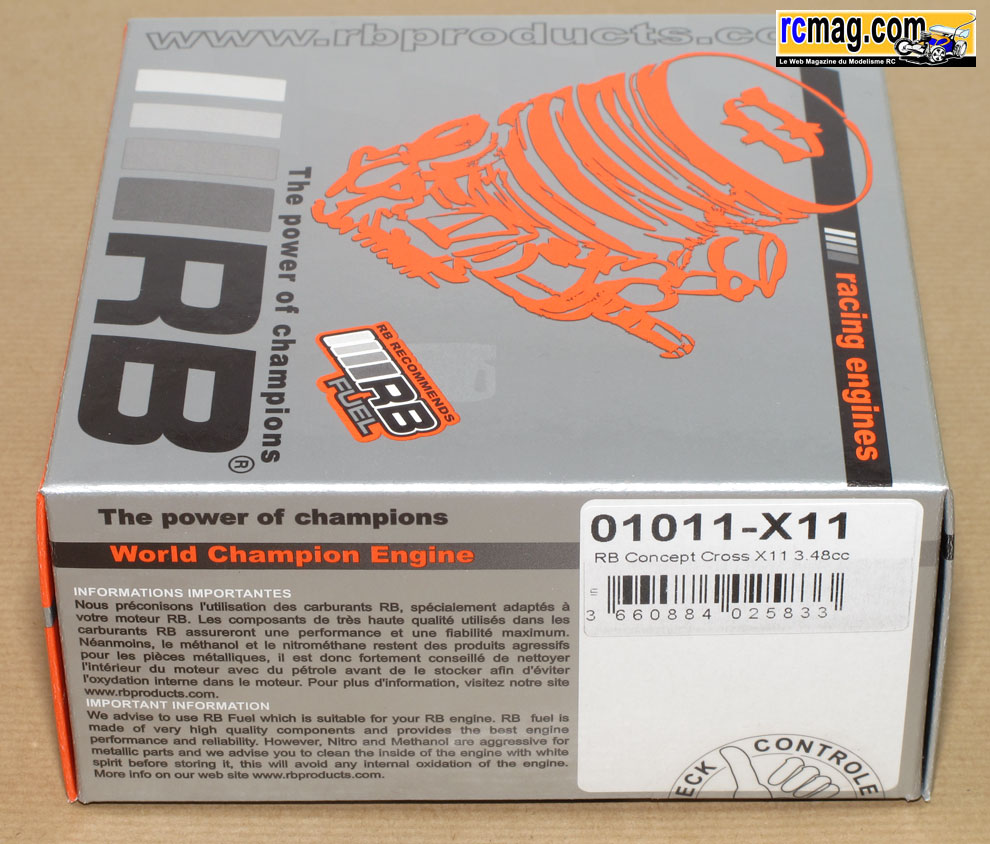 rcmag.com
Le Web Magazine du Modelisme RC
www.rbproducts.co
RB®
The power of champions
RB RECOMMENDS
RB
FUEL
racing engines
The power of champions
World Champion Engine
INFORMATIONS IMPORTANTES
Nous préconisons l'utilisation des carburants RB, spécialement adaptés à
votre moteur RB. Les composants de très haute qualité utilisés dans les
carburants RB assureront une performance et une fiabilité maximum.
Néanmoins, le méthanol et le nitrométhane restent des produits agressifs
pour les pièces métalliques, il est donc fortement conseillé de nettoyer
l'intérieur du moteur avec du pétrole avant de le stocker afin d'éviter
l'oxydation interne dans le moteur. Pour plus d'information, visitez notre site
www.rbproducts.com.
IMPORTANT INFORMATION
We advise to use RB Fuel which is suitable for your RB engine. RB fuel is
made of very high quality components and provides the best engine
performance and reliability. However, Nitro and Methanol are aggressive for
metallic parts and we advise you to clean the inside of the engine with white
spirit before storing it, this will avoid any internal oxydation of the engine.
More info on our web site www.rbproducts.com.
01011-X11
RB Concept Cross X11 3.48cc
3 660884 025833
ECK CONTROLE